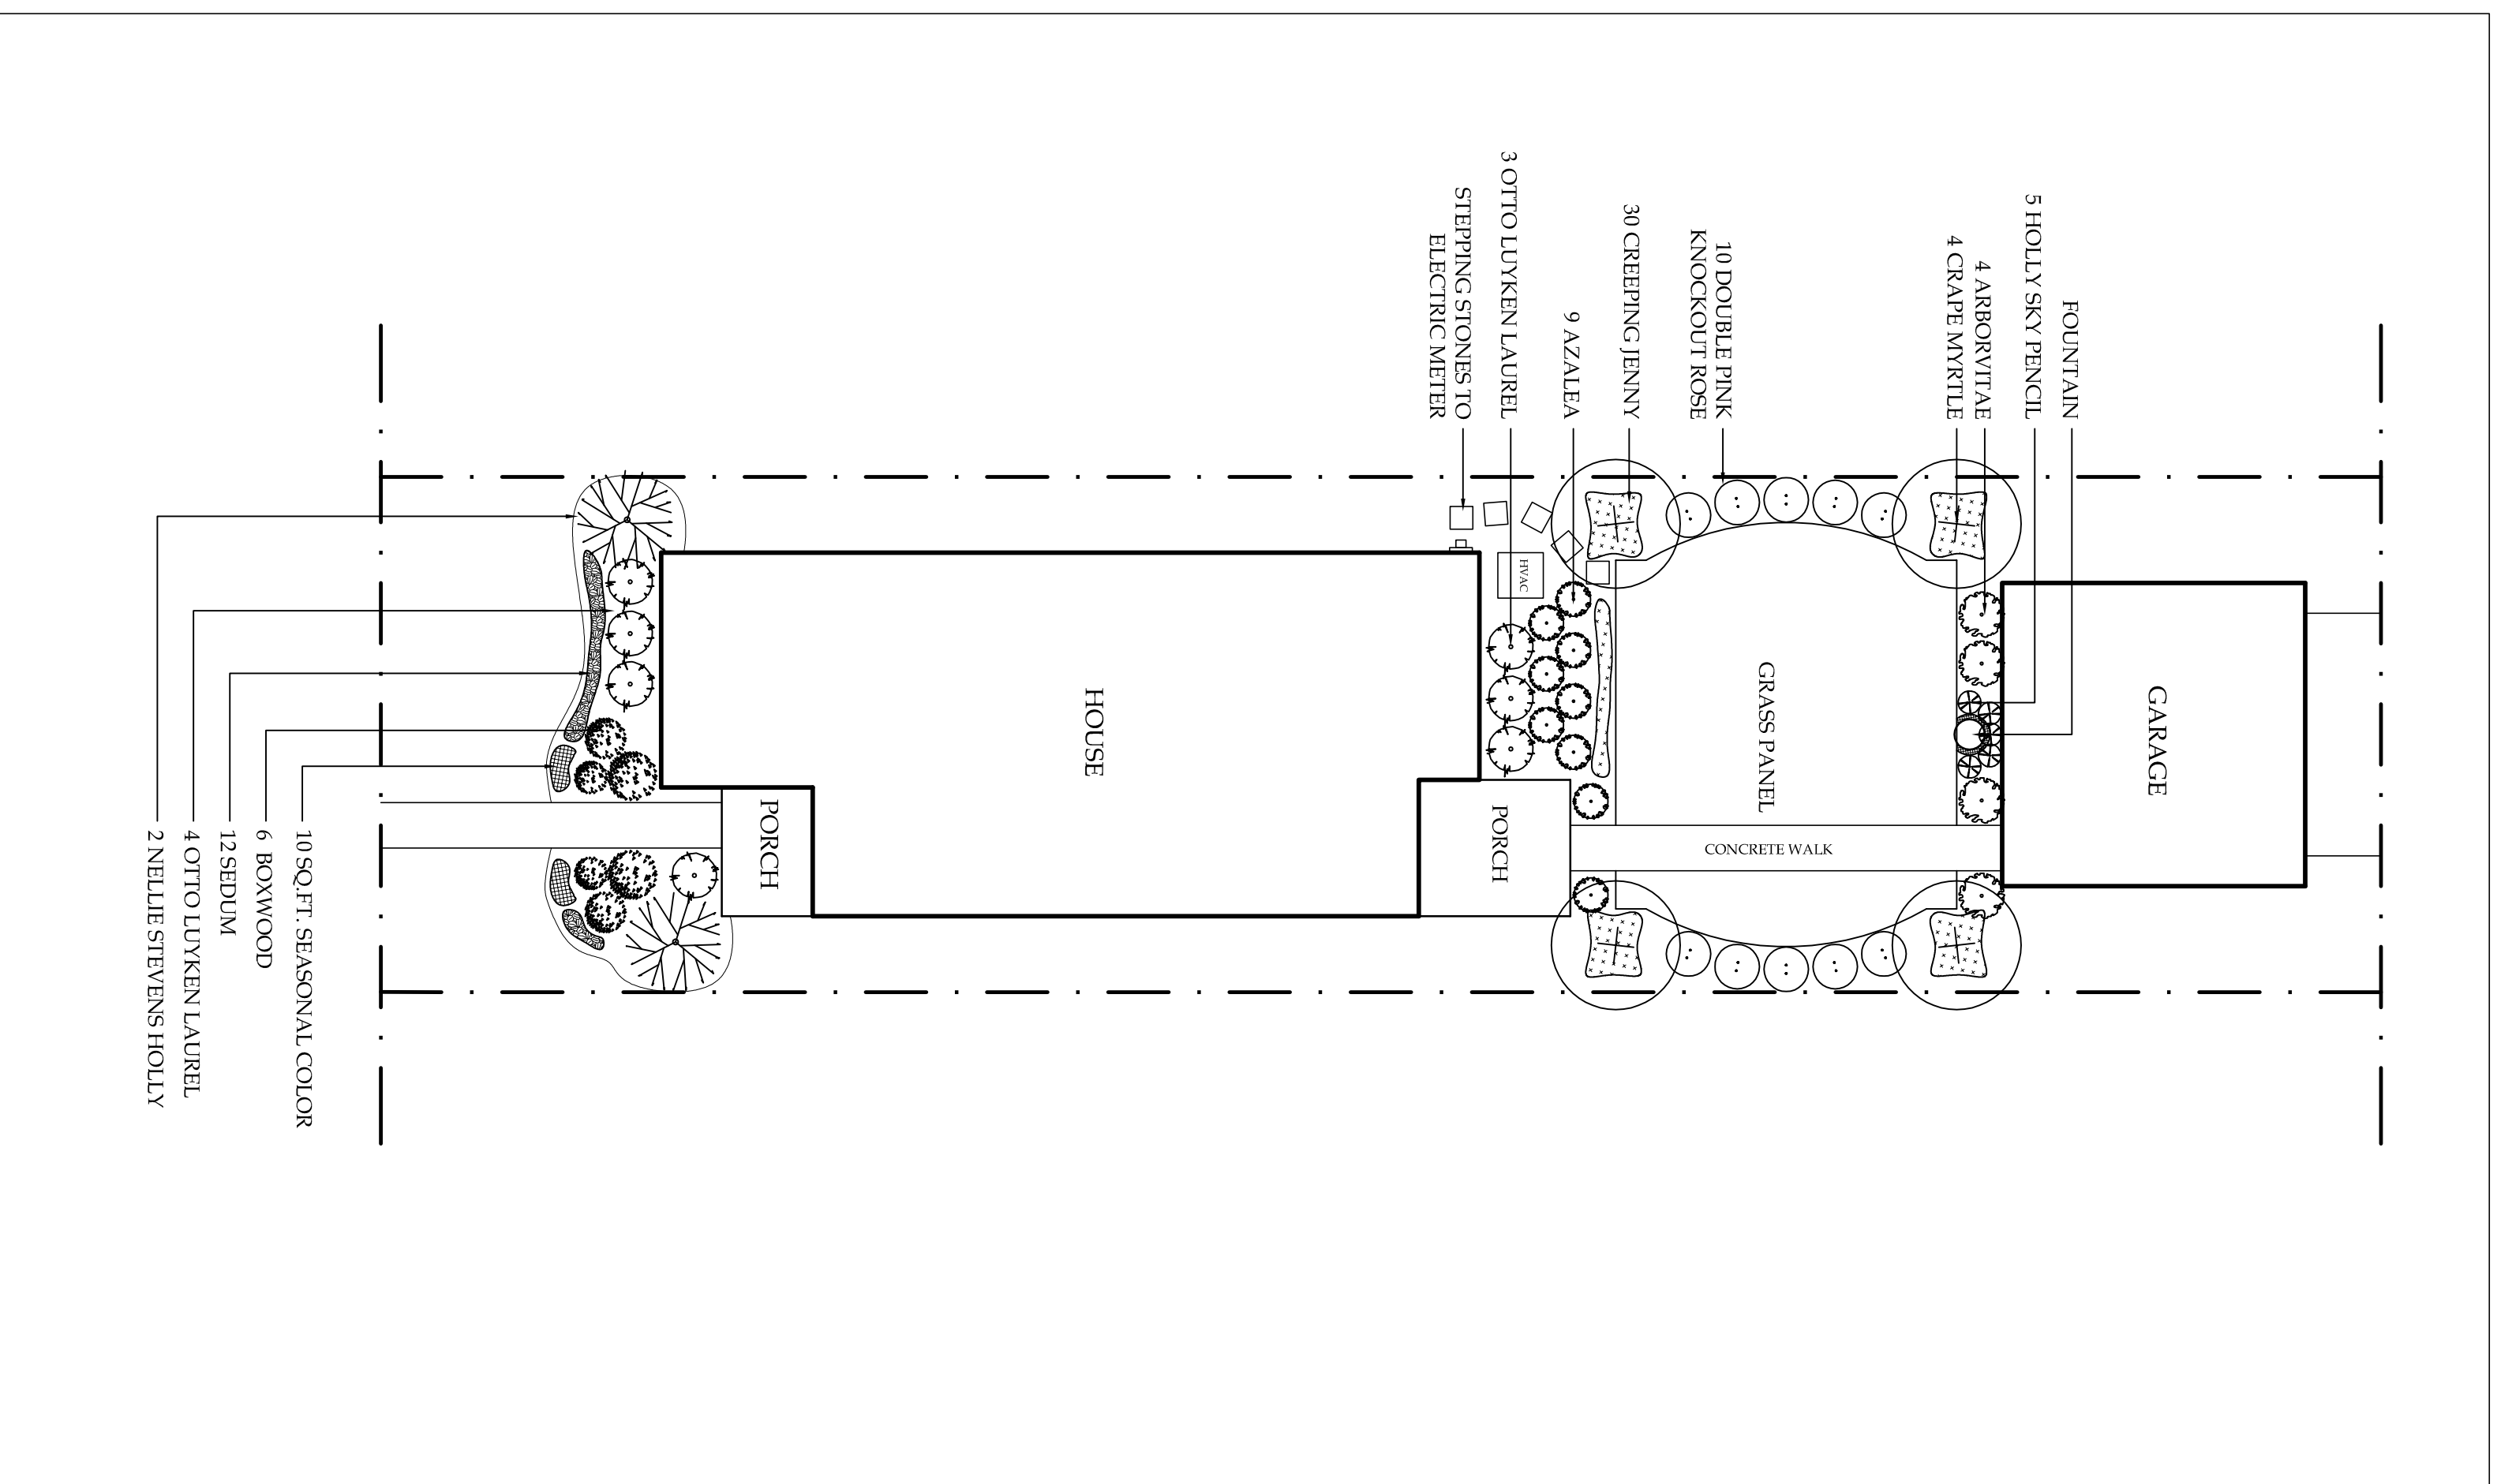 FOUNTAIN
5 HOLLY SKY PENCIL
4 ARBORVITAE
4 CRAPE MYRTLE
10 DOUBLE PINK
KNOCKOUT ROSE
30 CREEPING JENNY
9 AZALEA
3 OTTO LUYKEN LAUREL
STEPPING STONES TO
ELECTRIC METER
GARAGE
GRASS PANEL
CONCRETE WALK
HVAC
PORCH
HOUSE
PORCH
10 SQ.FT. SEASONAL COLOR
6 BOXWOOD
12 SEDUM
4 OTTO LUYKEN LAUREL
2 NELLIE STEVENS HOLLY